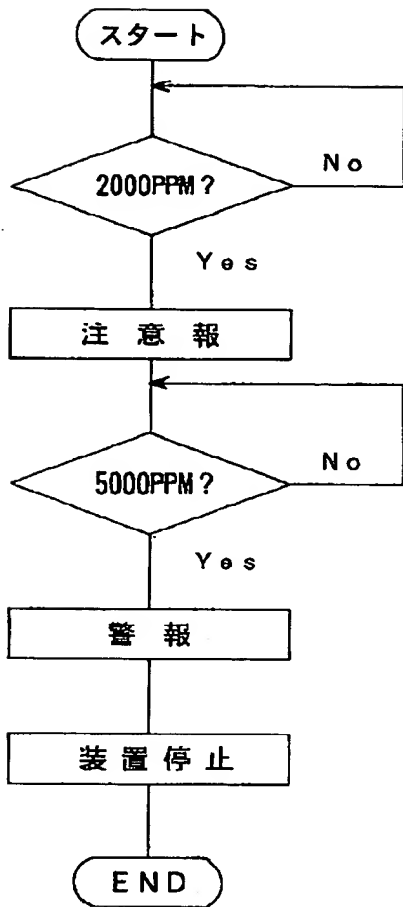 スタート
2000PPM?
No
Yes
注意報
5000PPM?
No
Yes
警報
装置停止
END